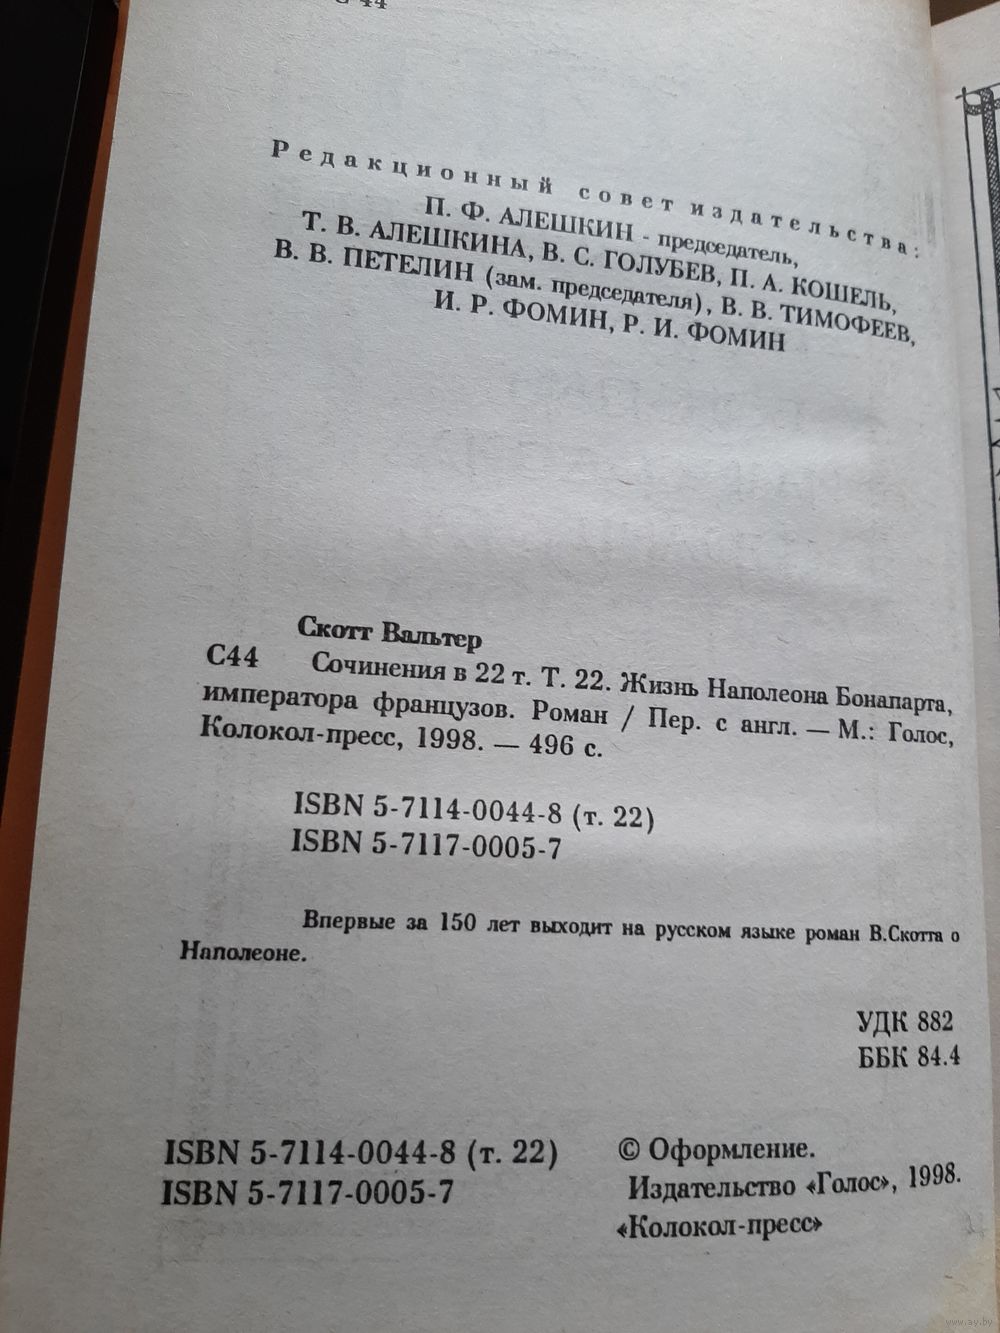 С 44
Редакционный совет издательства:
П. Ф. АЛЕШКИН - председатель,
Т. В. АЛЕШКИНА, В. С. ГОЛУБЕВ, П. А. КОШЕЛЬ,
В. В. ПЕТЕЛИН (зам. председателя), В. В. ТИМОФЕЕВ,
И. Р. ФОМИН, Р. И. ФОМИН
Скотт Вальтер
С44 Сочинения в 22 т. Т. 22. Жизнь Наполеона Бонапарта,
императора французов. Роман / Пер. с англ. — М.: Голос,
Колокол-пресс, 1998. — 496 с.
ISBN 5-7114-0044-8 (т. 22)
ISBN 5-7117-0005-7
Впервые за 150 лет выходит на русском языке роман В.Скотта о
Наполеоне.
УДК 882
ББК 84.4
ISBN 5-7114-0044-8 (т. 22)
ISBN 5-7117-0005-7
© Оформление.
Издательство «Голос», 1998.
«Колокол-пресс»
www.ay.by